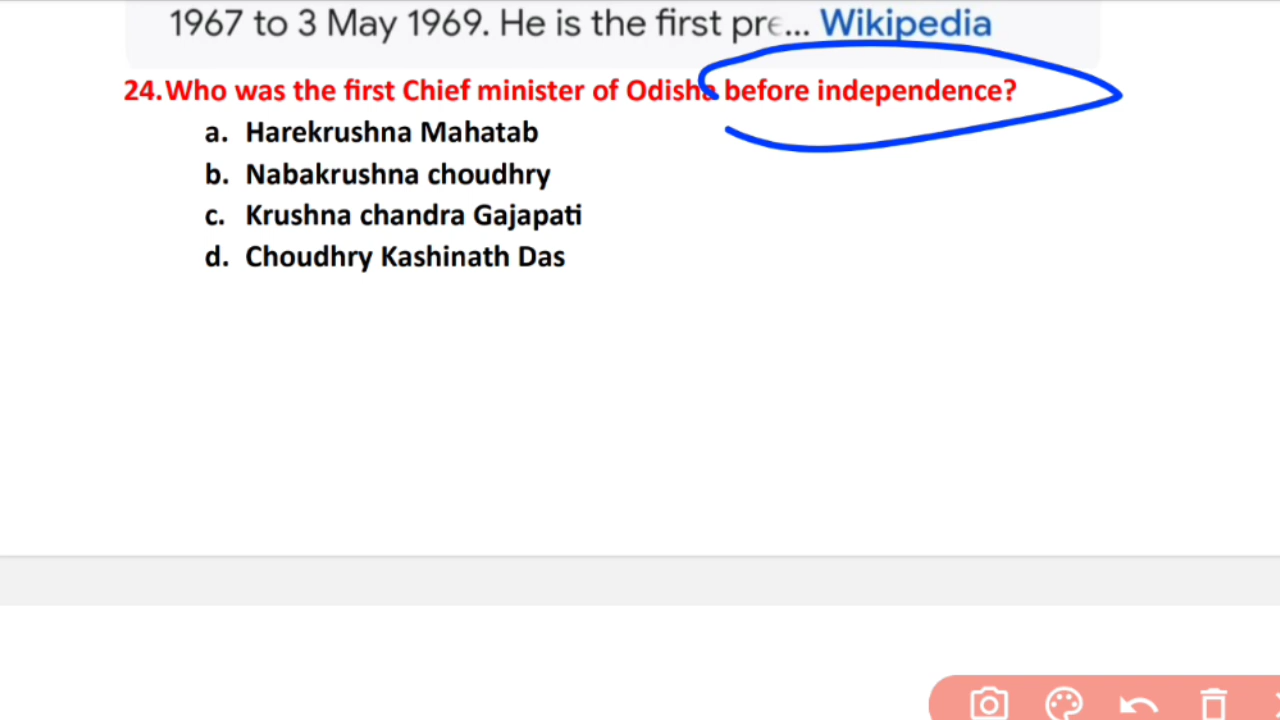 1967 to 3 May 1969. He is the first pre... Wikipedia
24. Who was the first Chief minister of Odisha before independence?
a. Harekrushna Mahatab
b. Nabakrushna choudhry
c. Krushna chandra Gajapati
d. Choudhry Kashinath Das